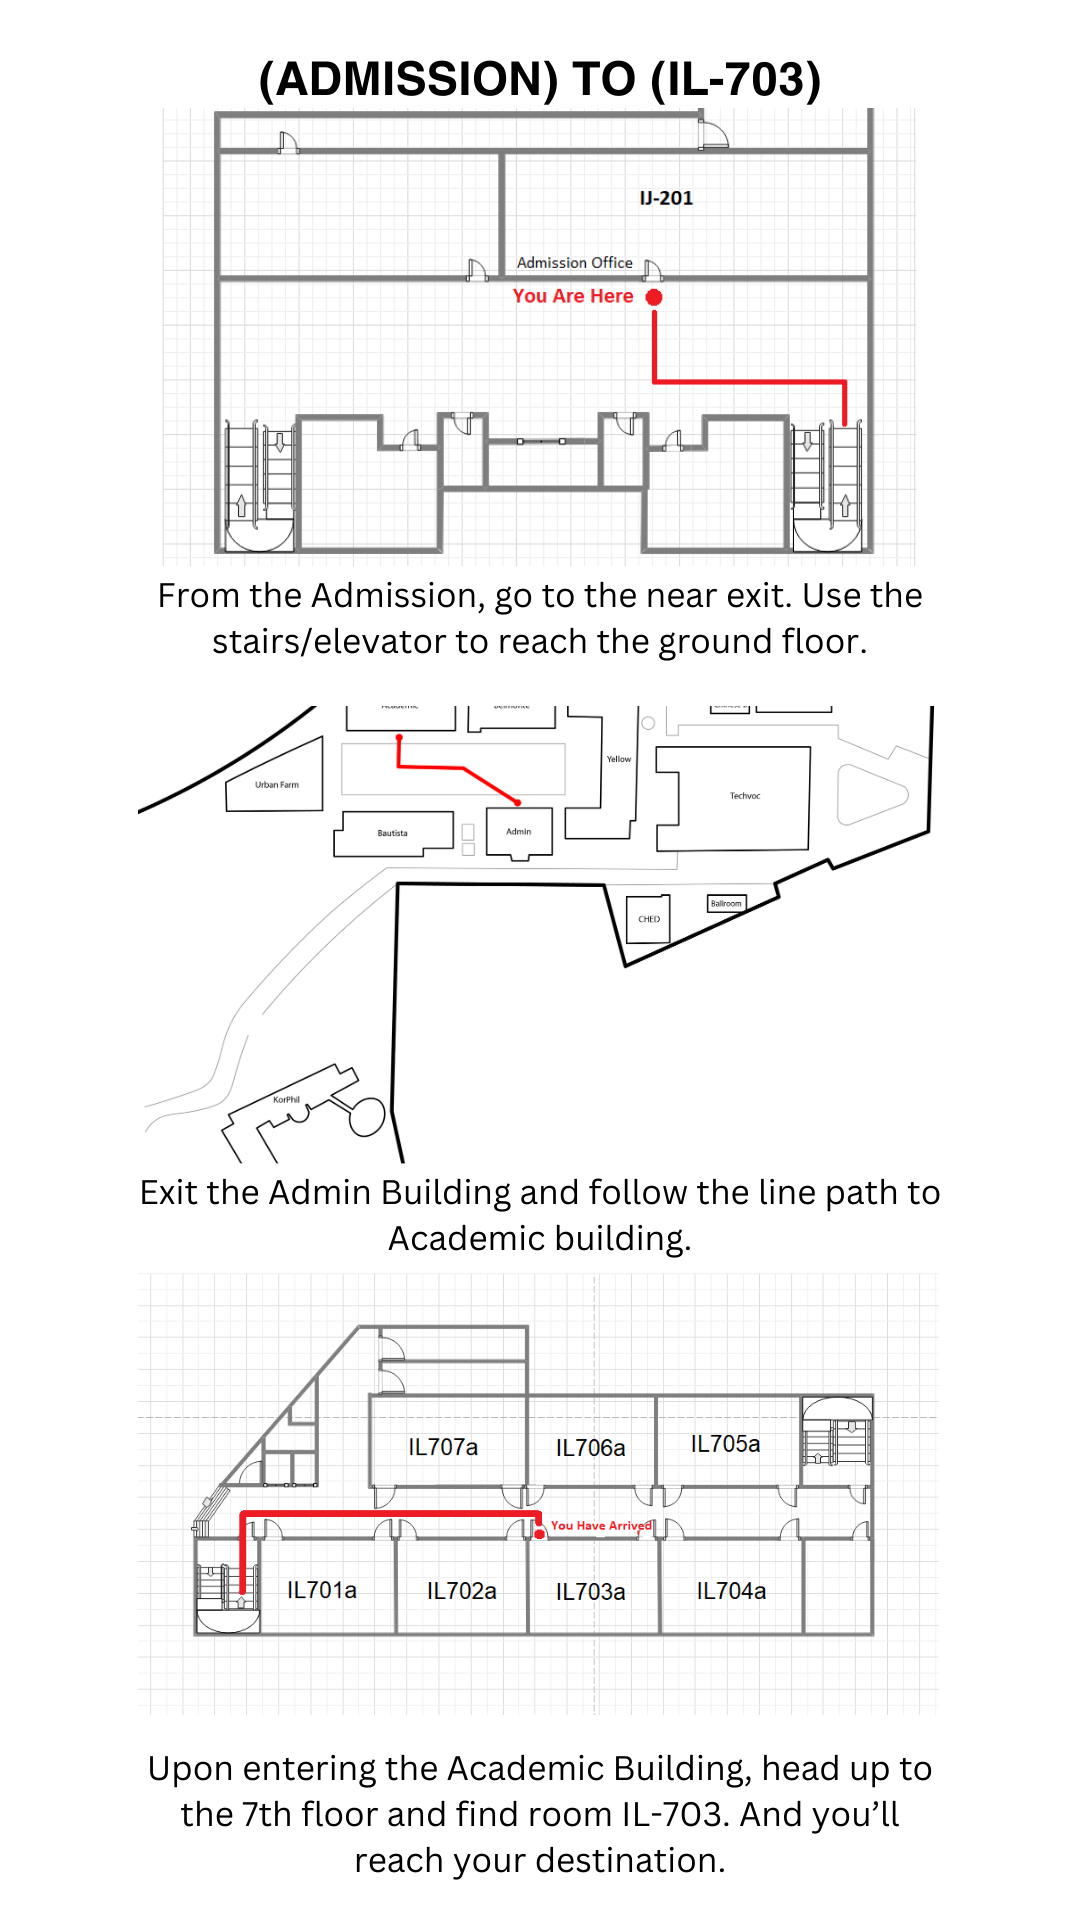 (ADMISSION) TO (IL-703)
IJ-201
Admission Office
You Are Here
From the Admission, go to the near exit. Use the
stairs/elevator to reach the ground floor.
Academic
Belmonte
Yellow
Urban Farm
Techvoc
Bautista
Admin
CHED
Ballroom
KorPhil
Exit the Admin Building and follow the line path to
Academic building.
IL707a
IL706a
IL705a
You Have Arrived
IL701a
IL702a
IL703a
IL704a
Upon entering the Academic Building, head up to
the 7th floor and find room IL-703. And you’ll
reach your destination.